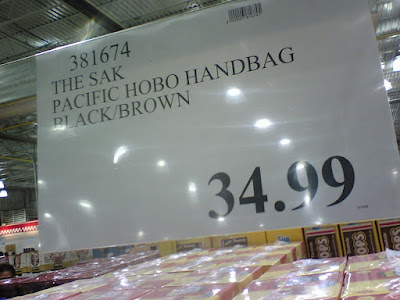 381674
THE SAK
PACIFIC HOBO HANDBAG
BLACK/BROWN
34.99